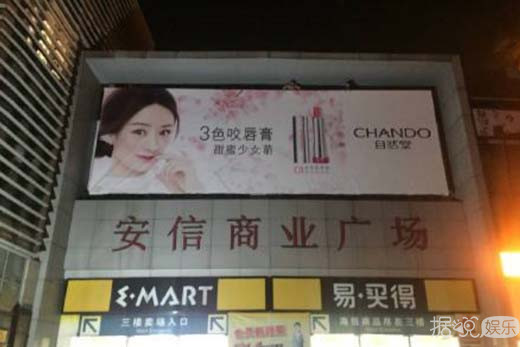 3色咬唇膏
甜蜜少女萌
CHANDO
自然堂
安信商业广场
E·MART
易·买得
三楼卖场入口
据说娱乐